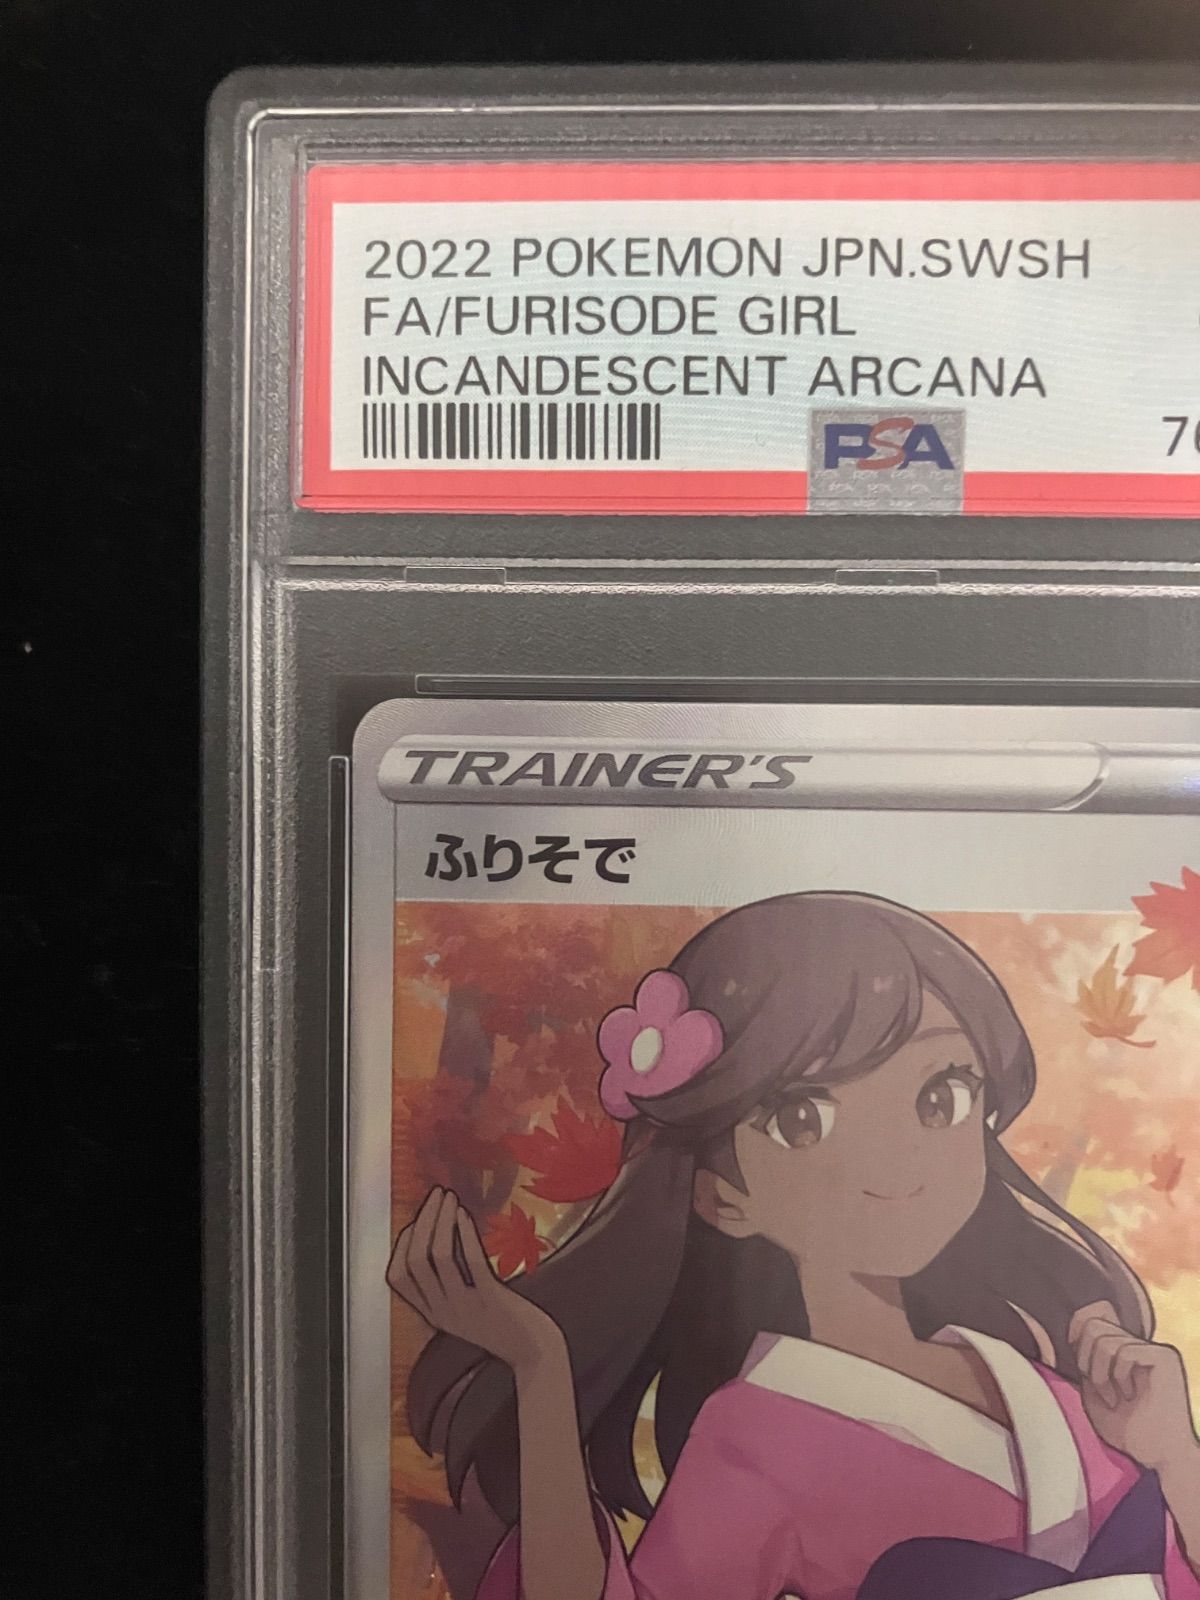 2022 POKEMON JPN.SWSH
FA/FURISODE GIRL
INCANDESCENT ARCANA
PSA
TRAINER'S
ふりそで